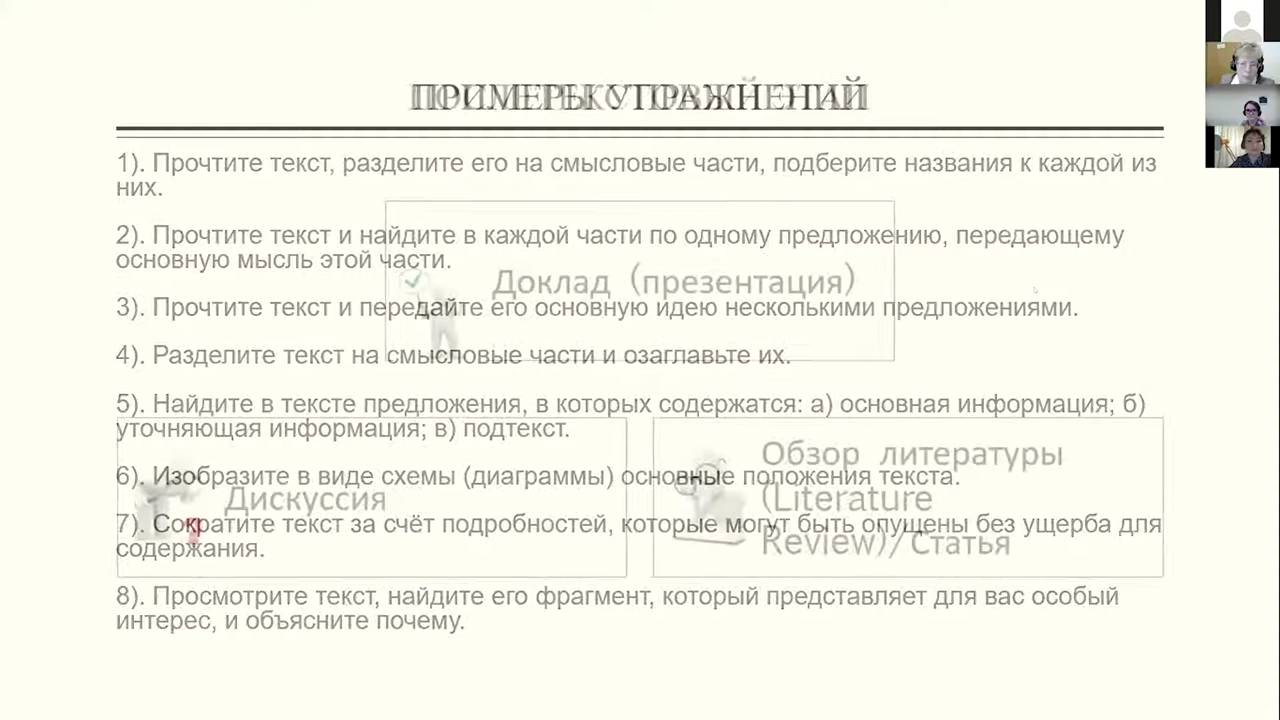 ПРИМЕРЫ УПРАЖНЕНИЙ
1). Прочтите текст, разделите его на смысловые части, подберите названия к каждой из
них.
2). Прочтите текст и найдите в каждой части по одному предложению, передающему
основную мысль этой части.
Доклад (презентация)
3). Прочтите текст и передайте его основную идею несколькими предложениями.
4). Разделите текст на смысловые части и озаглавьте их.
5). Найдите в тексте предложения, в которых содержатся: а) основная информация; б)
уточняющая информация; в) подтекст.
6). Изобразите в виде схемы (диаграммы) основные положения текста.
7). Сократите текст за счёт подробностей, которые могут быть опущены без ущерба для
содержания.
Дискуссия
Обзор литературы
(Literature
Review)/Статья
8). Просмотрите текст, найдите его фрагмент, который представляет для вас особый
интерес, и объясните почему.